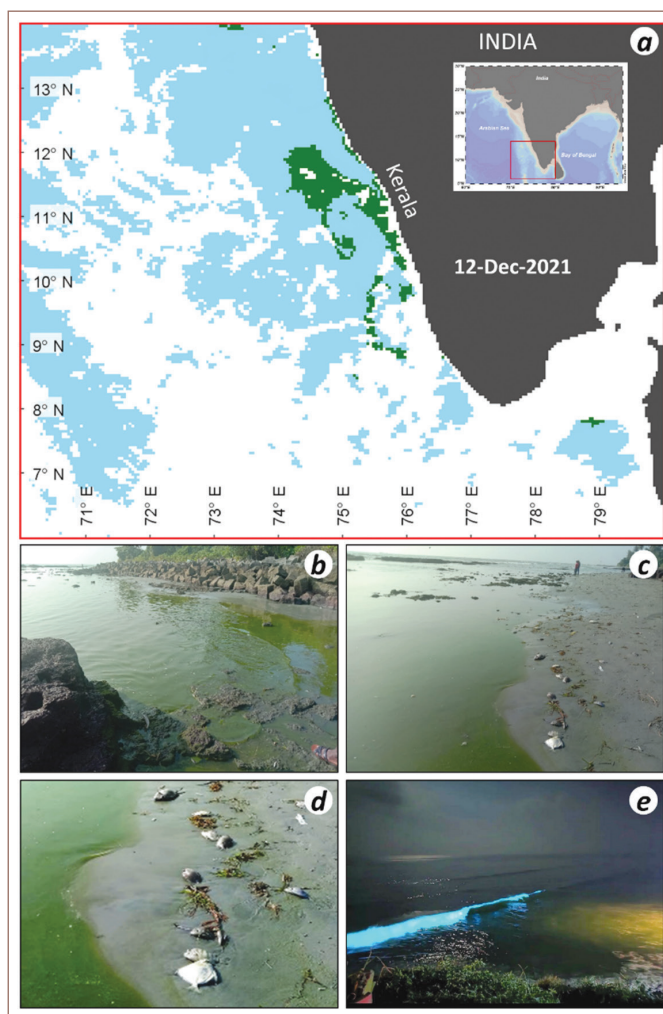 INDIA
a
13° N
12° N
11° N
10° N
9° N
8° N
7° N
Kerala
12-Dec-2021
India
Arabian Sea
Bay of Bengal
71° E
72° E
73° E
74° E
75° E
76° E
77° E
78° E
79° E
b
c
d
e